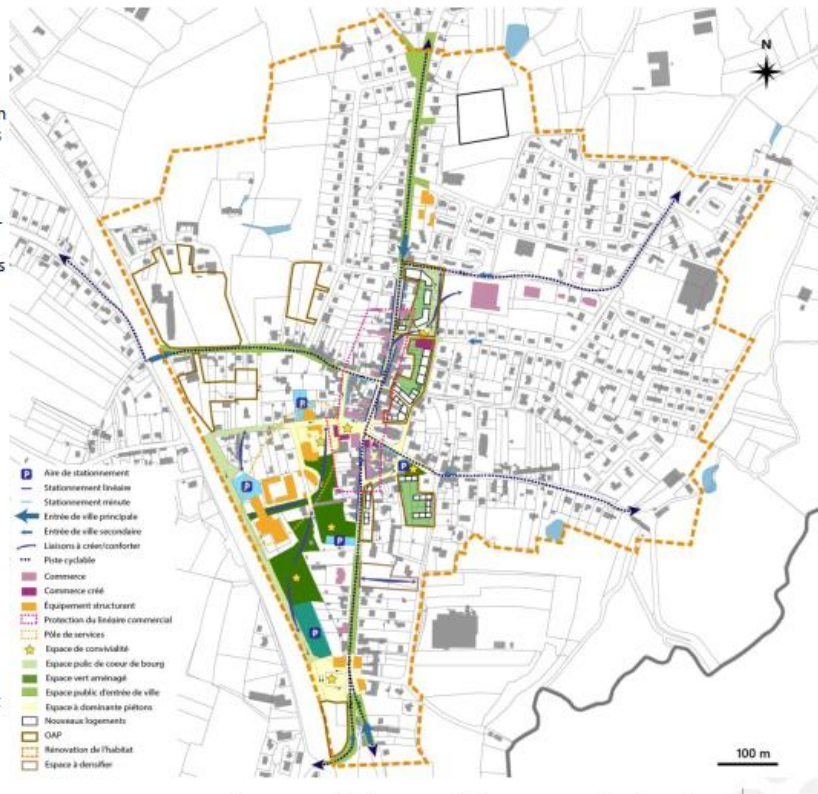 N
P
P
P
P
P
P Aire de stationnement
Stationnement linéaire
Stationnement minute
Entrée de ville principale
Entrée de ville secondaire
Liaisons à créer/conforter
Piste cyclable
Commerce
Commerce créé
Équipement structurant
Protection du linéaire commercial
Pôle de services
Espace de convivialité
Espace pulic de coeur de bourg
Espace vert aménagé
Espace public d'entrée de ville
Espace à dominante piétons
Nouveaux logements
OAP
Rénovation de l'habitat
Espace à densifier
100 m